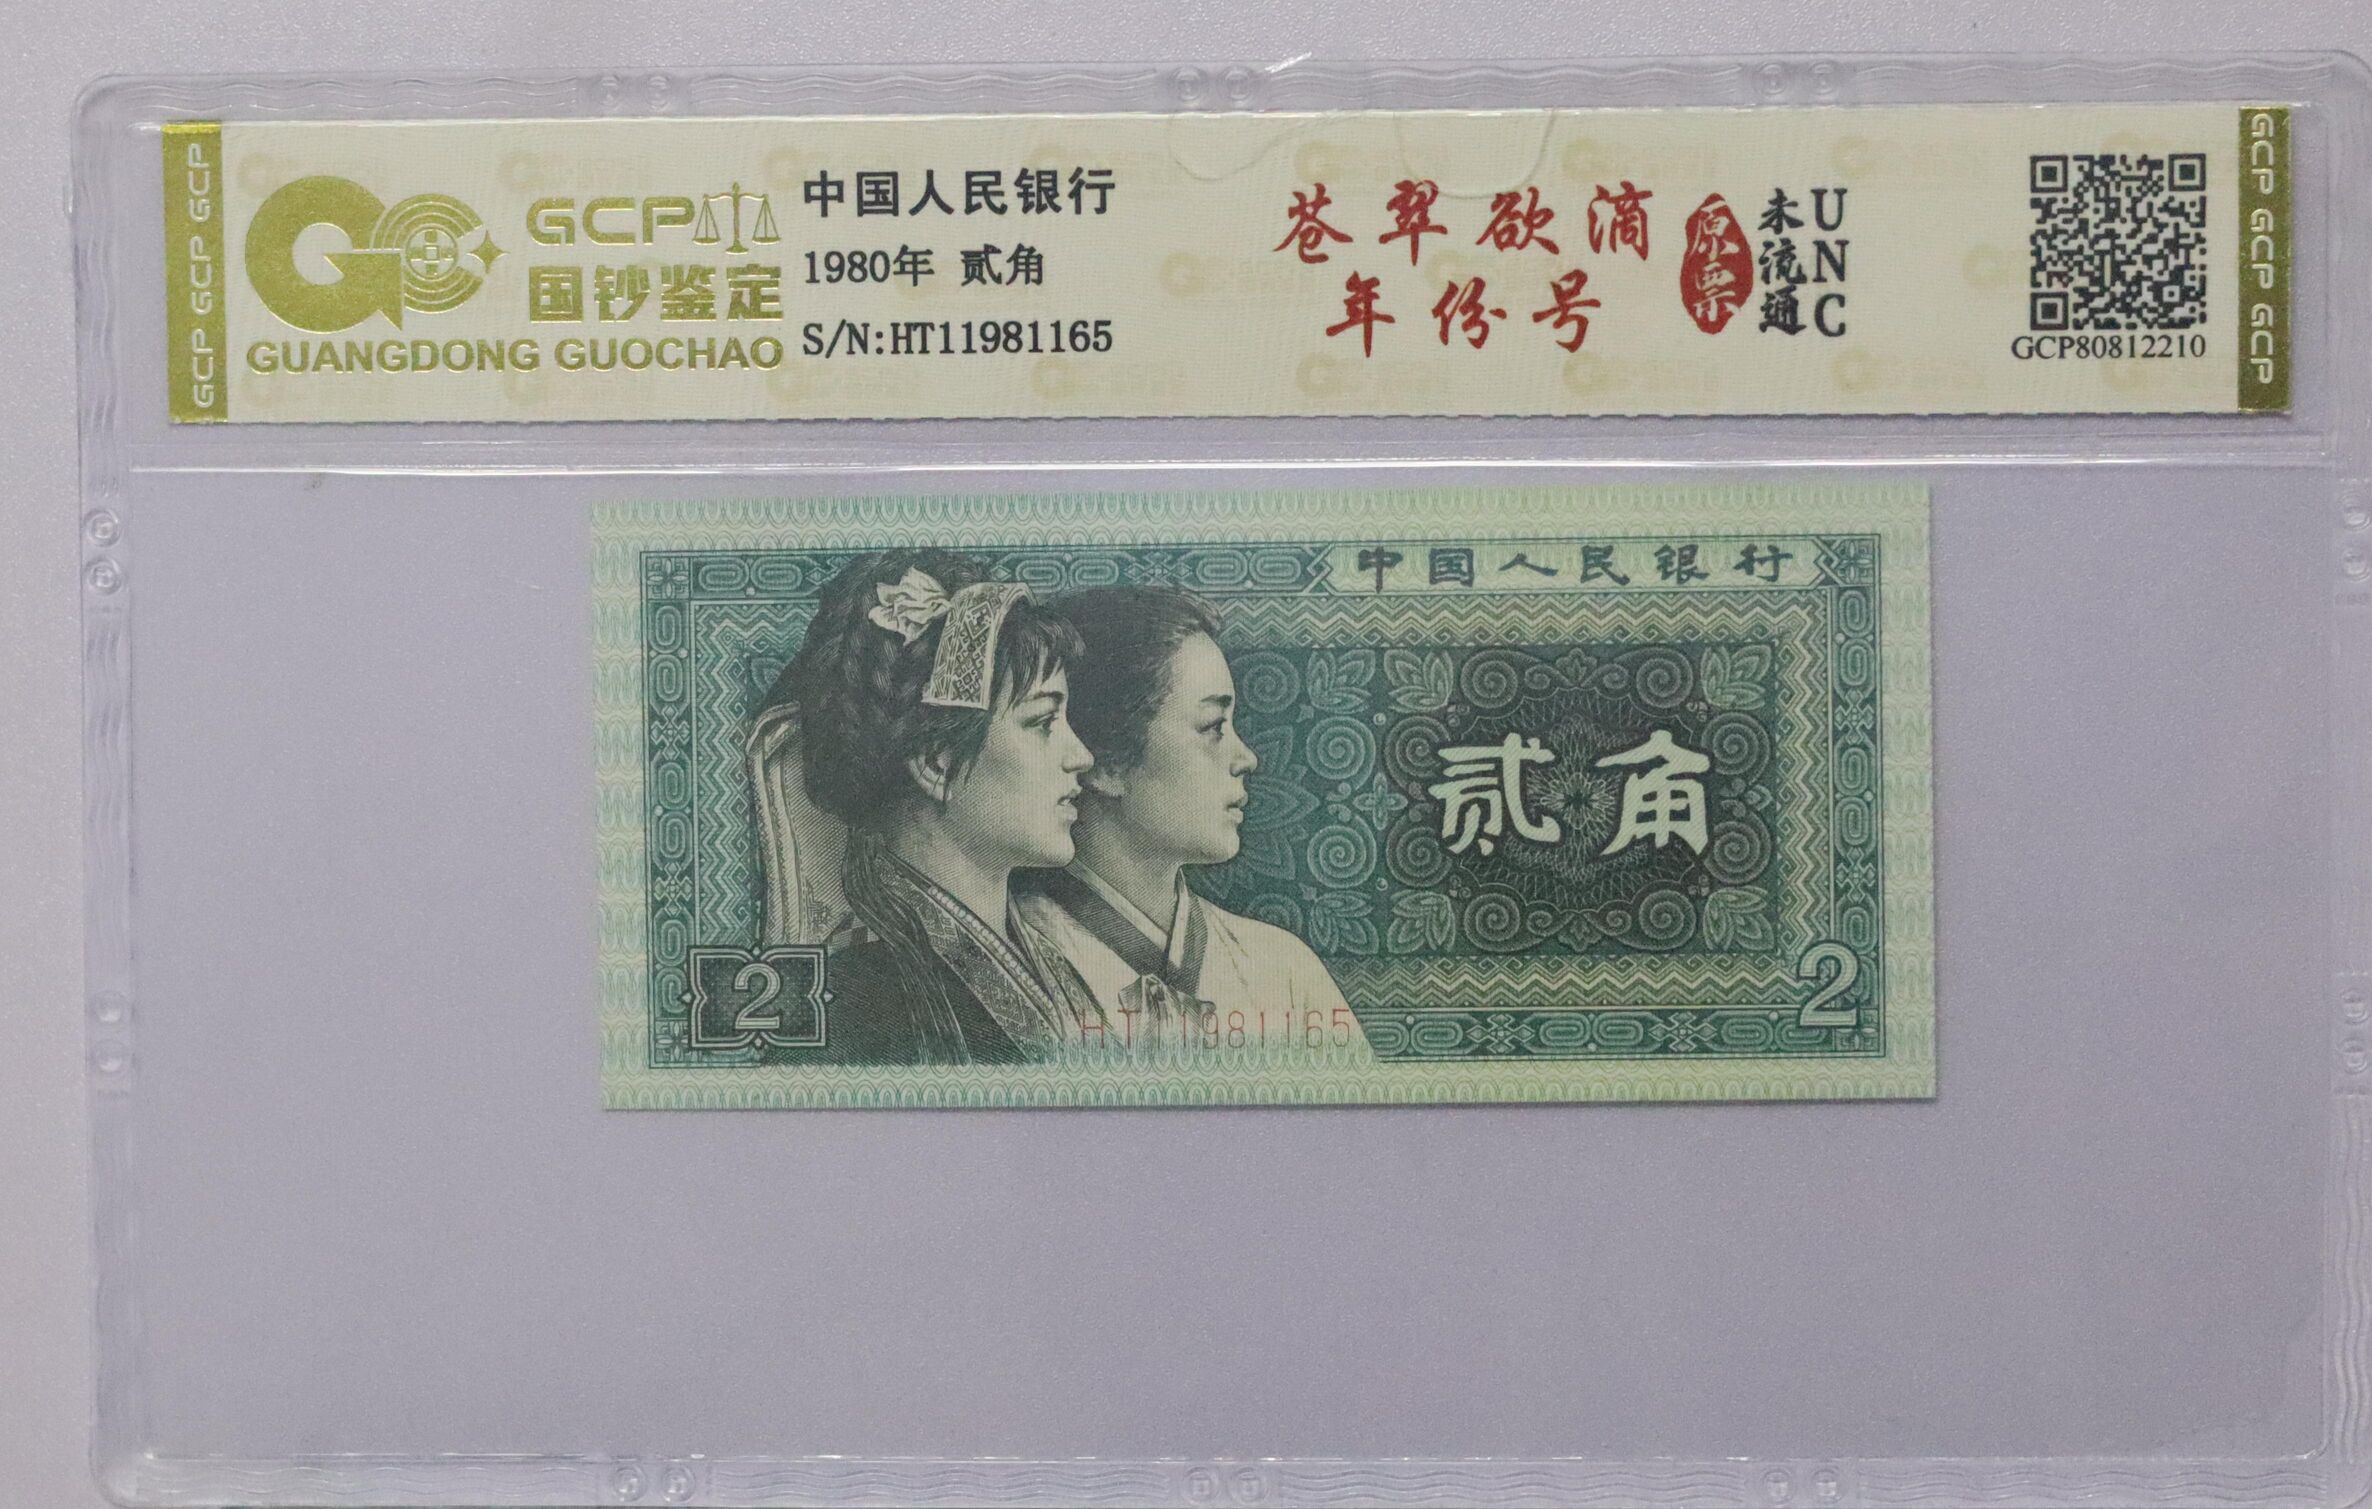 GCP GCP GCP
GCP
国钞鉴定
GUANGDONG GUOCHAO
中国人民银行
1980年 贰角
S/N:HT11981165
苍翠欲滴
年份号
原票
未流通
UNC
GCP80812210
GCP GCP GCP
中国人民银行
贰角
2
2
HT11981165